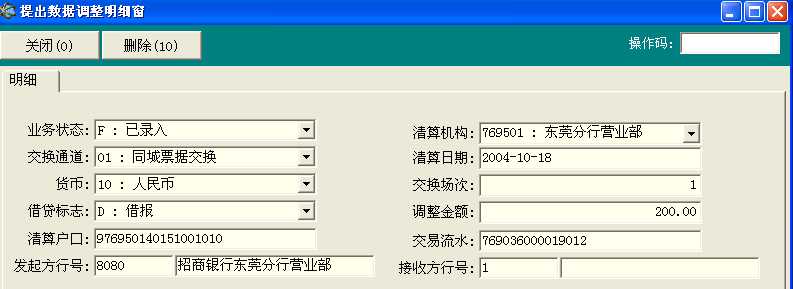 提出数据调整明细窗
关闭(0) 删除(10) 操作码:
明细
业务状态: F : 已录入 清算机构: 769501 : 东莞分行营业部
交换通道: 01 : 同城票据交换 清算日期: 2004-10-18
货币: 10 : 人民币 交换场次: 1
借贷标志: D : 借报 调整金额: 200.00
清算户口: 976950140151001010 交易流水: 769036000019012
发起方行号: 8080 招商银行东莞分行营业部 接收方行号: 1